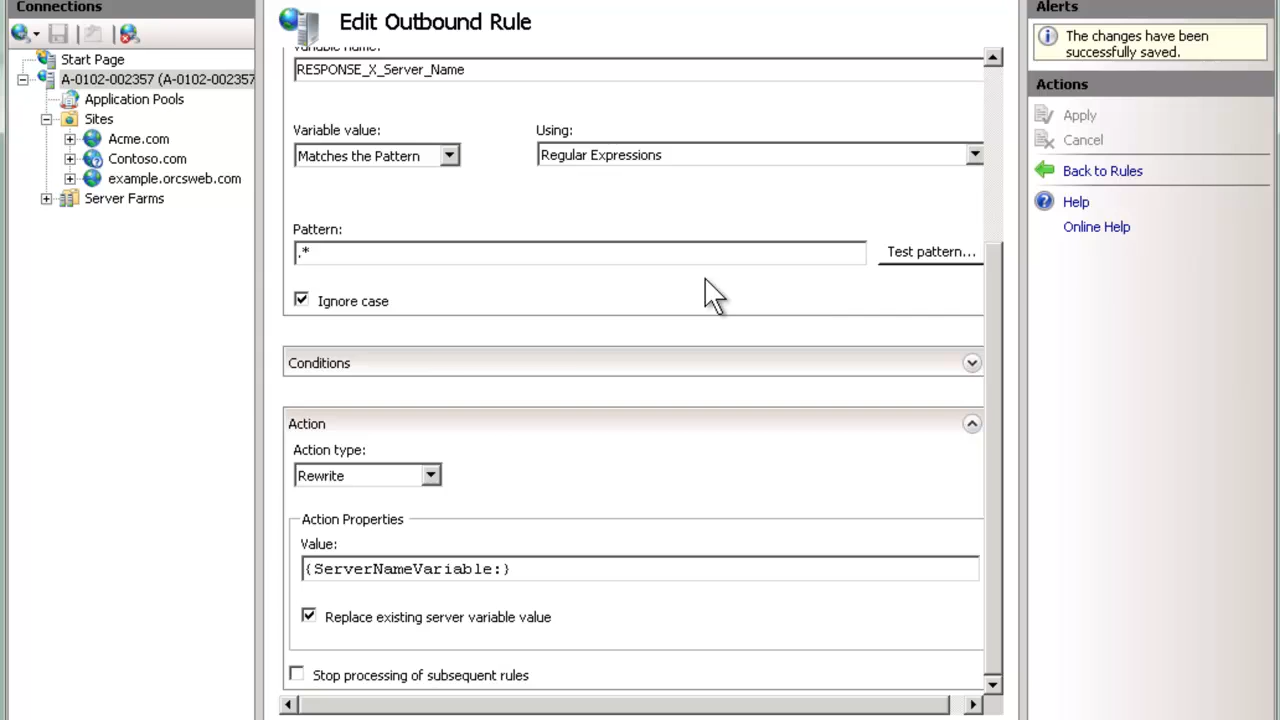 Connections
Start Page
A-0102-002357 (A-0102-002357
Application Pools
Sites
Acme.com
Contoso.com
example.orcsweb.com
Server Farms
Edit Outbound Rule
Variable name:
RESPONSE_X_Server_Name
Variable value:
Using:
Matches the Pattern
Regular Expressions
Pattern:
.*
Test pattern...
Ignore case
Conditions
Action
Action type:
Rewrite
Action Properties
Value:
{ServerNameVariable:}
Replace existing server variable value
Stop processing of subsequent rules
Alerts
The changes have been
successfully saved.
Actions
Apply
Cancel
Back to Rules
Help
Online Help